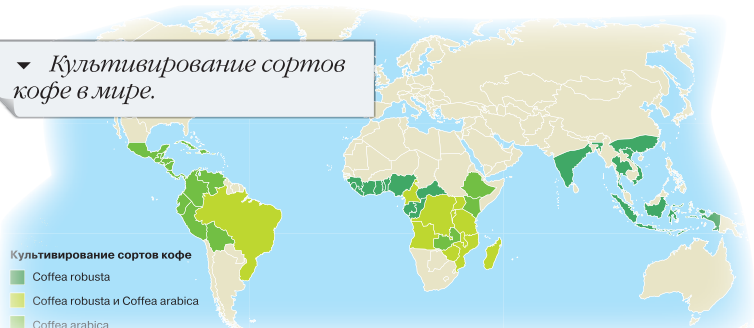 Культивирование сортов
кофе в мире.
Культивирование сортов кофе
Coffea robusta
Coffea robusta и Coffea arabica
Coffea arabica